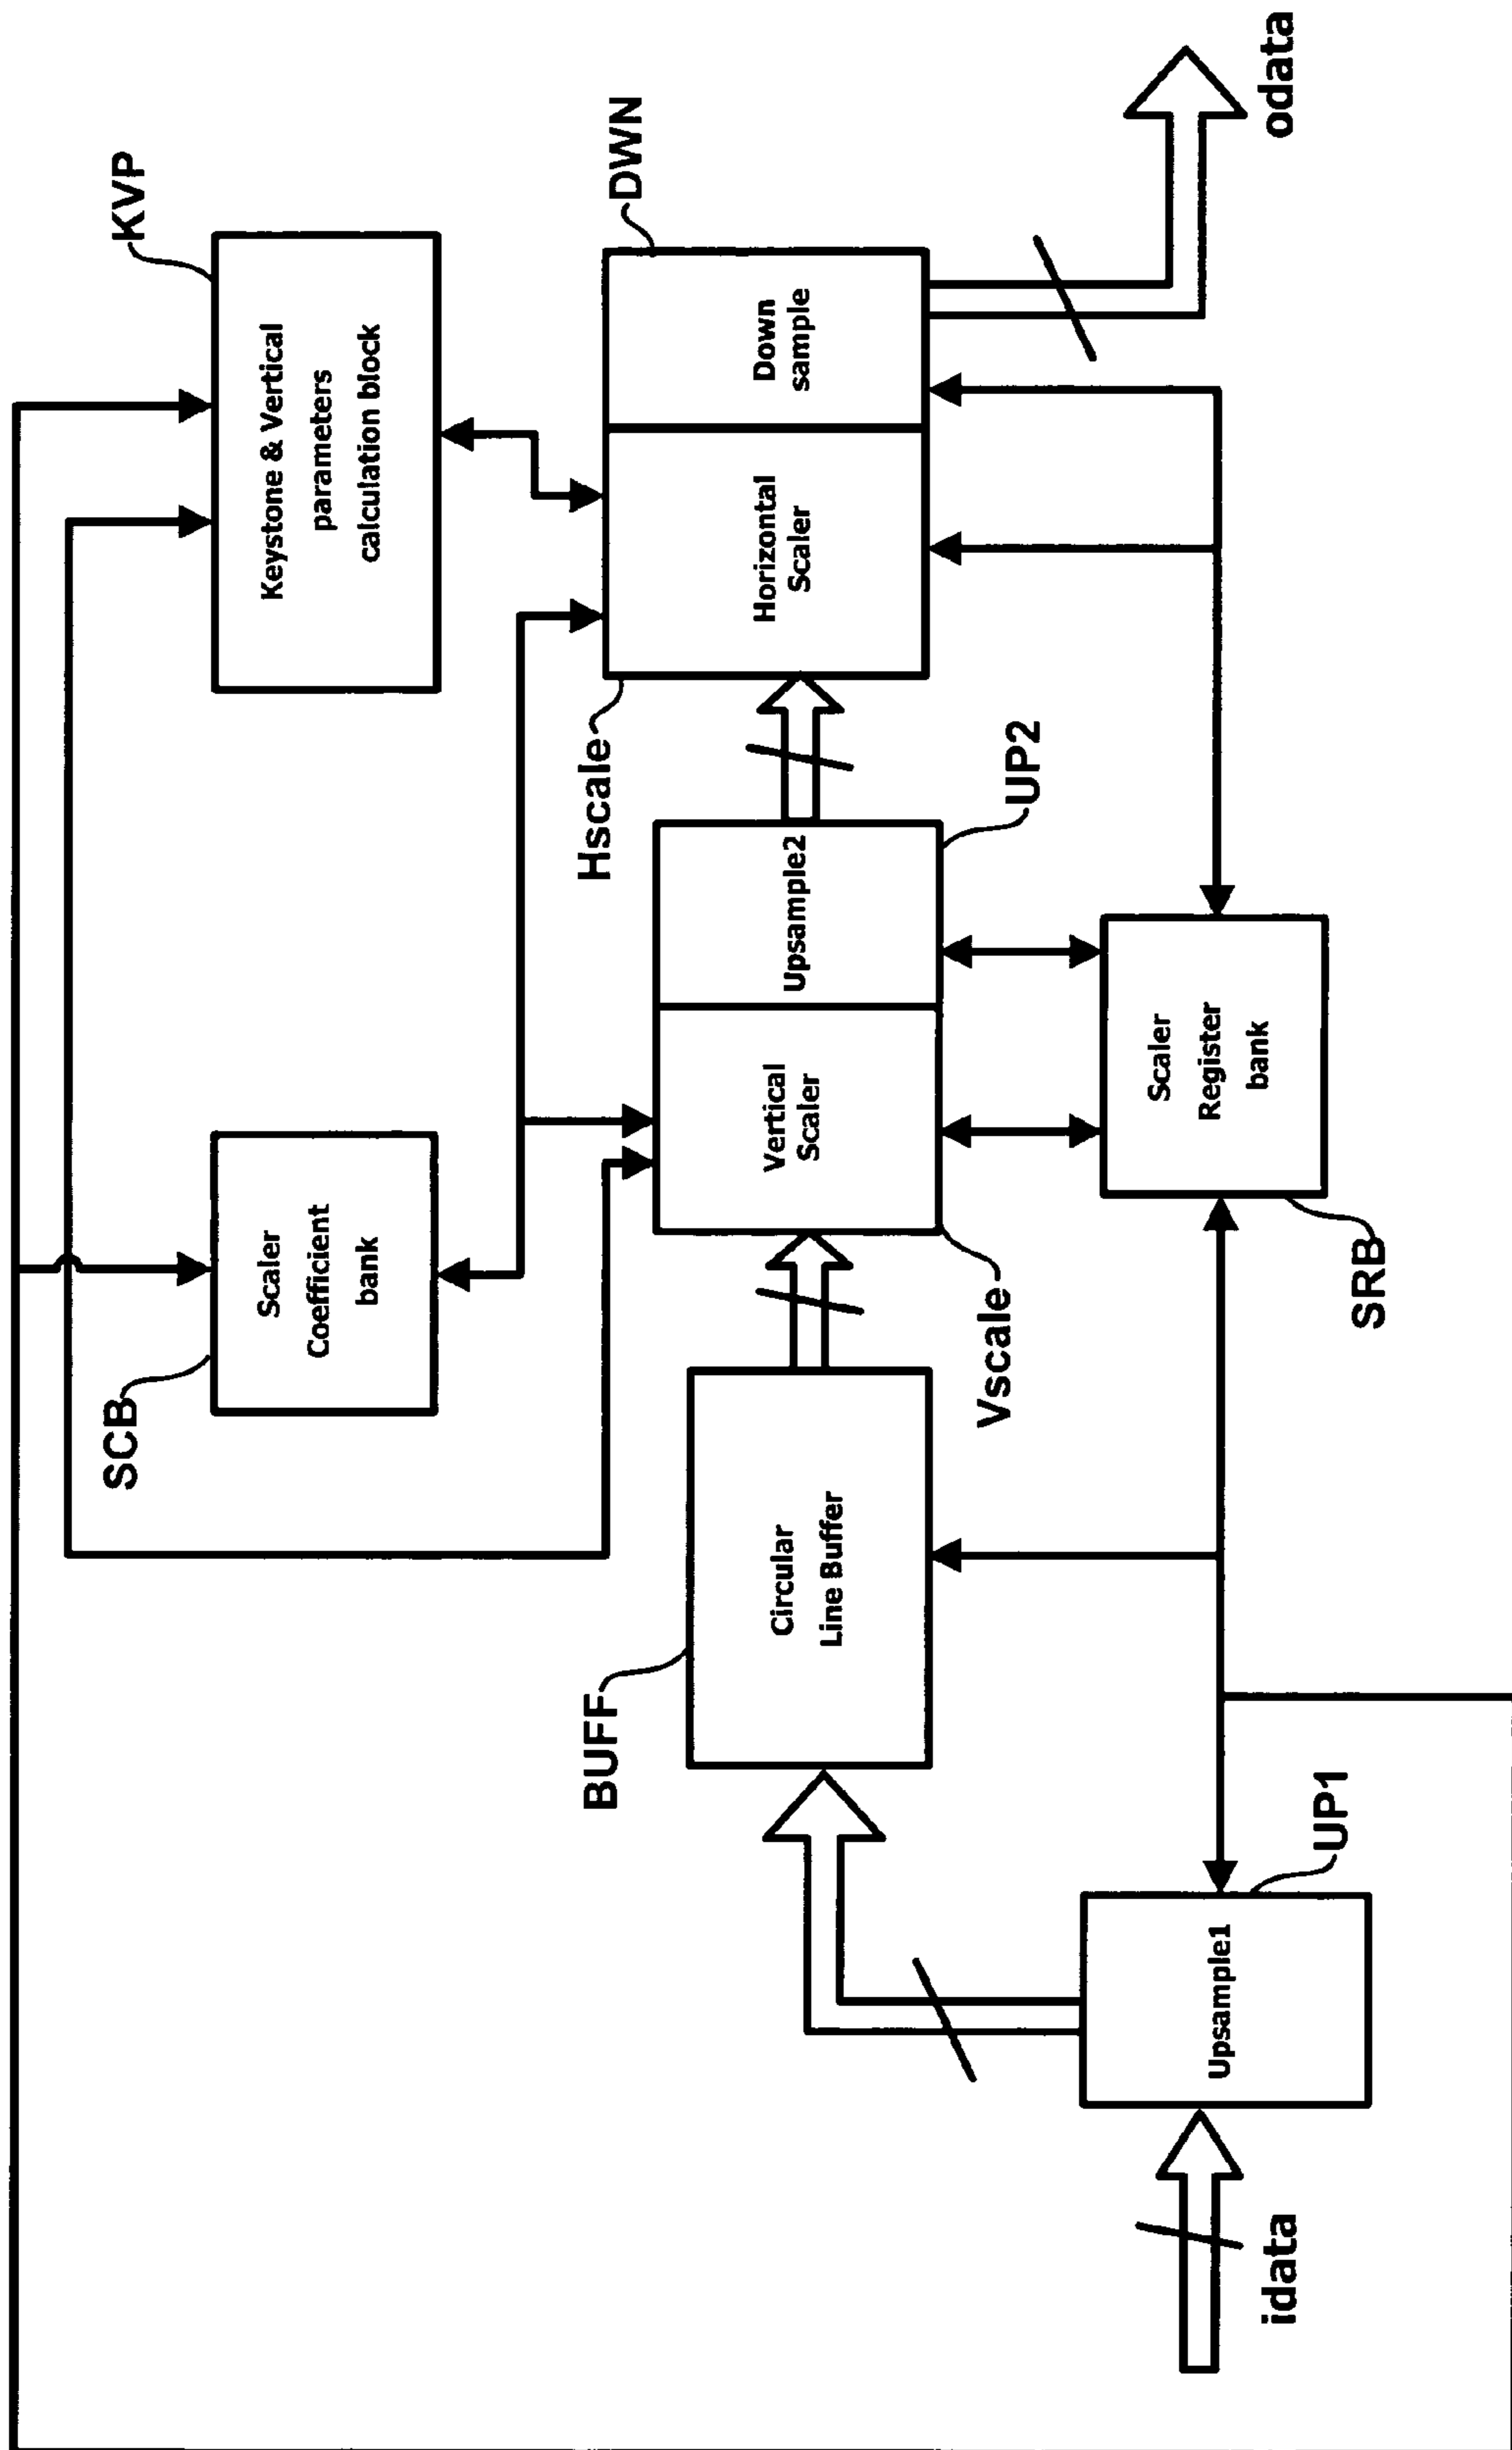 KVP
Keystone & Vertical
parameters
calculation block
SCB
Scaler
Coefficient
bank
DWN
Down
sample
Horizontal
Scaler
Hscale
Upsample2
UP2
Vertical
Scaler
Vscale
BUFF
Circular
Line Buffer
Scaler
Register
bank
SRB
UP1
Upsample1
idata
odata